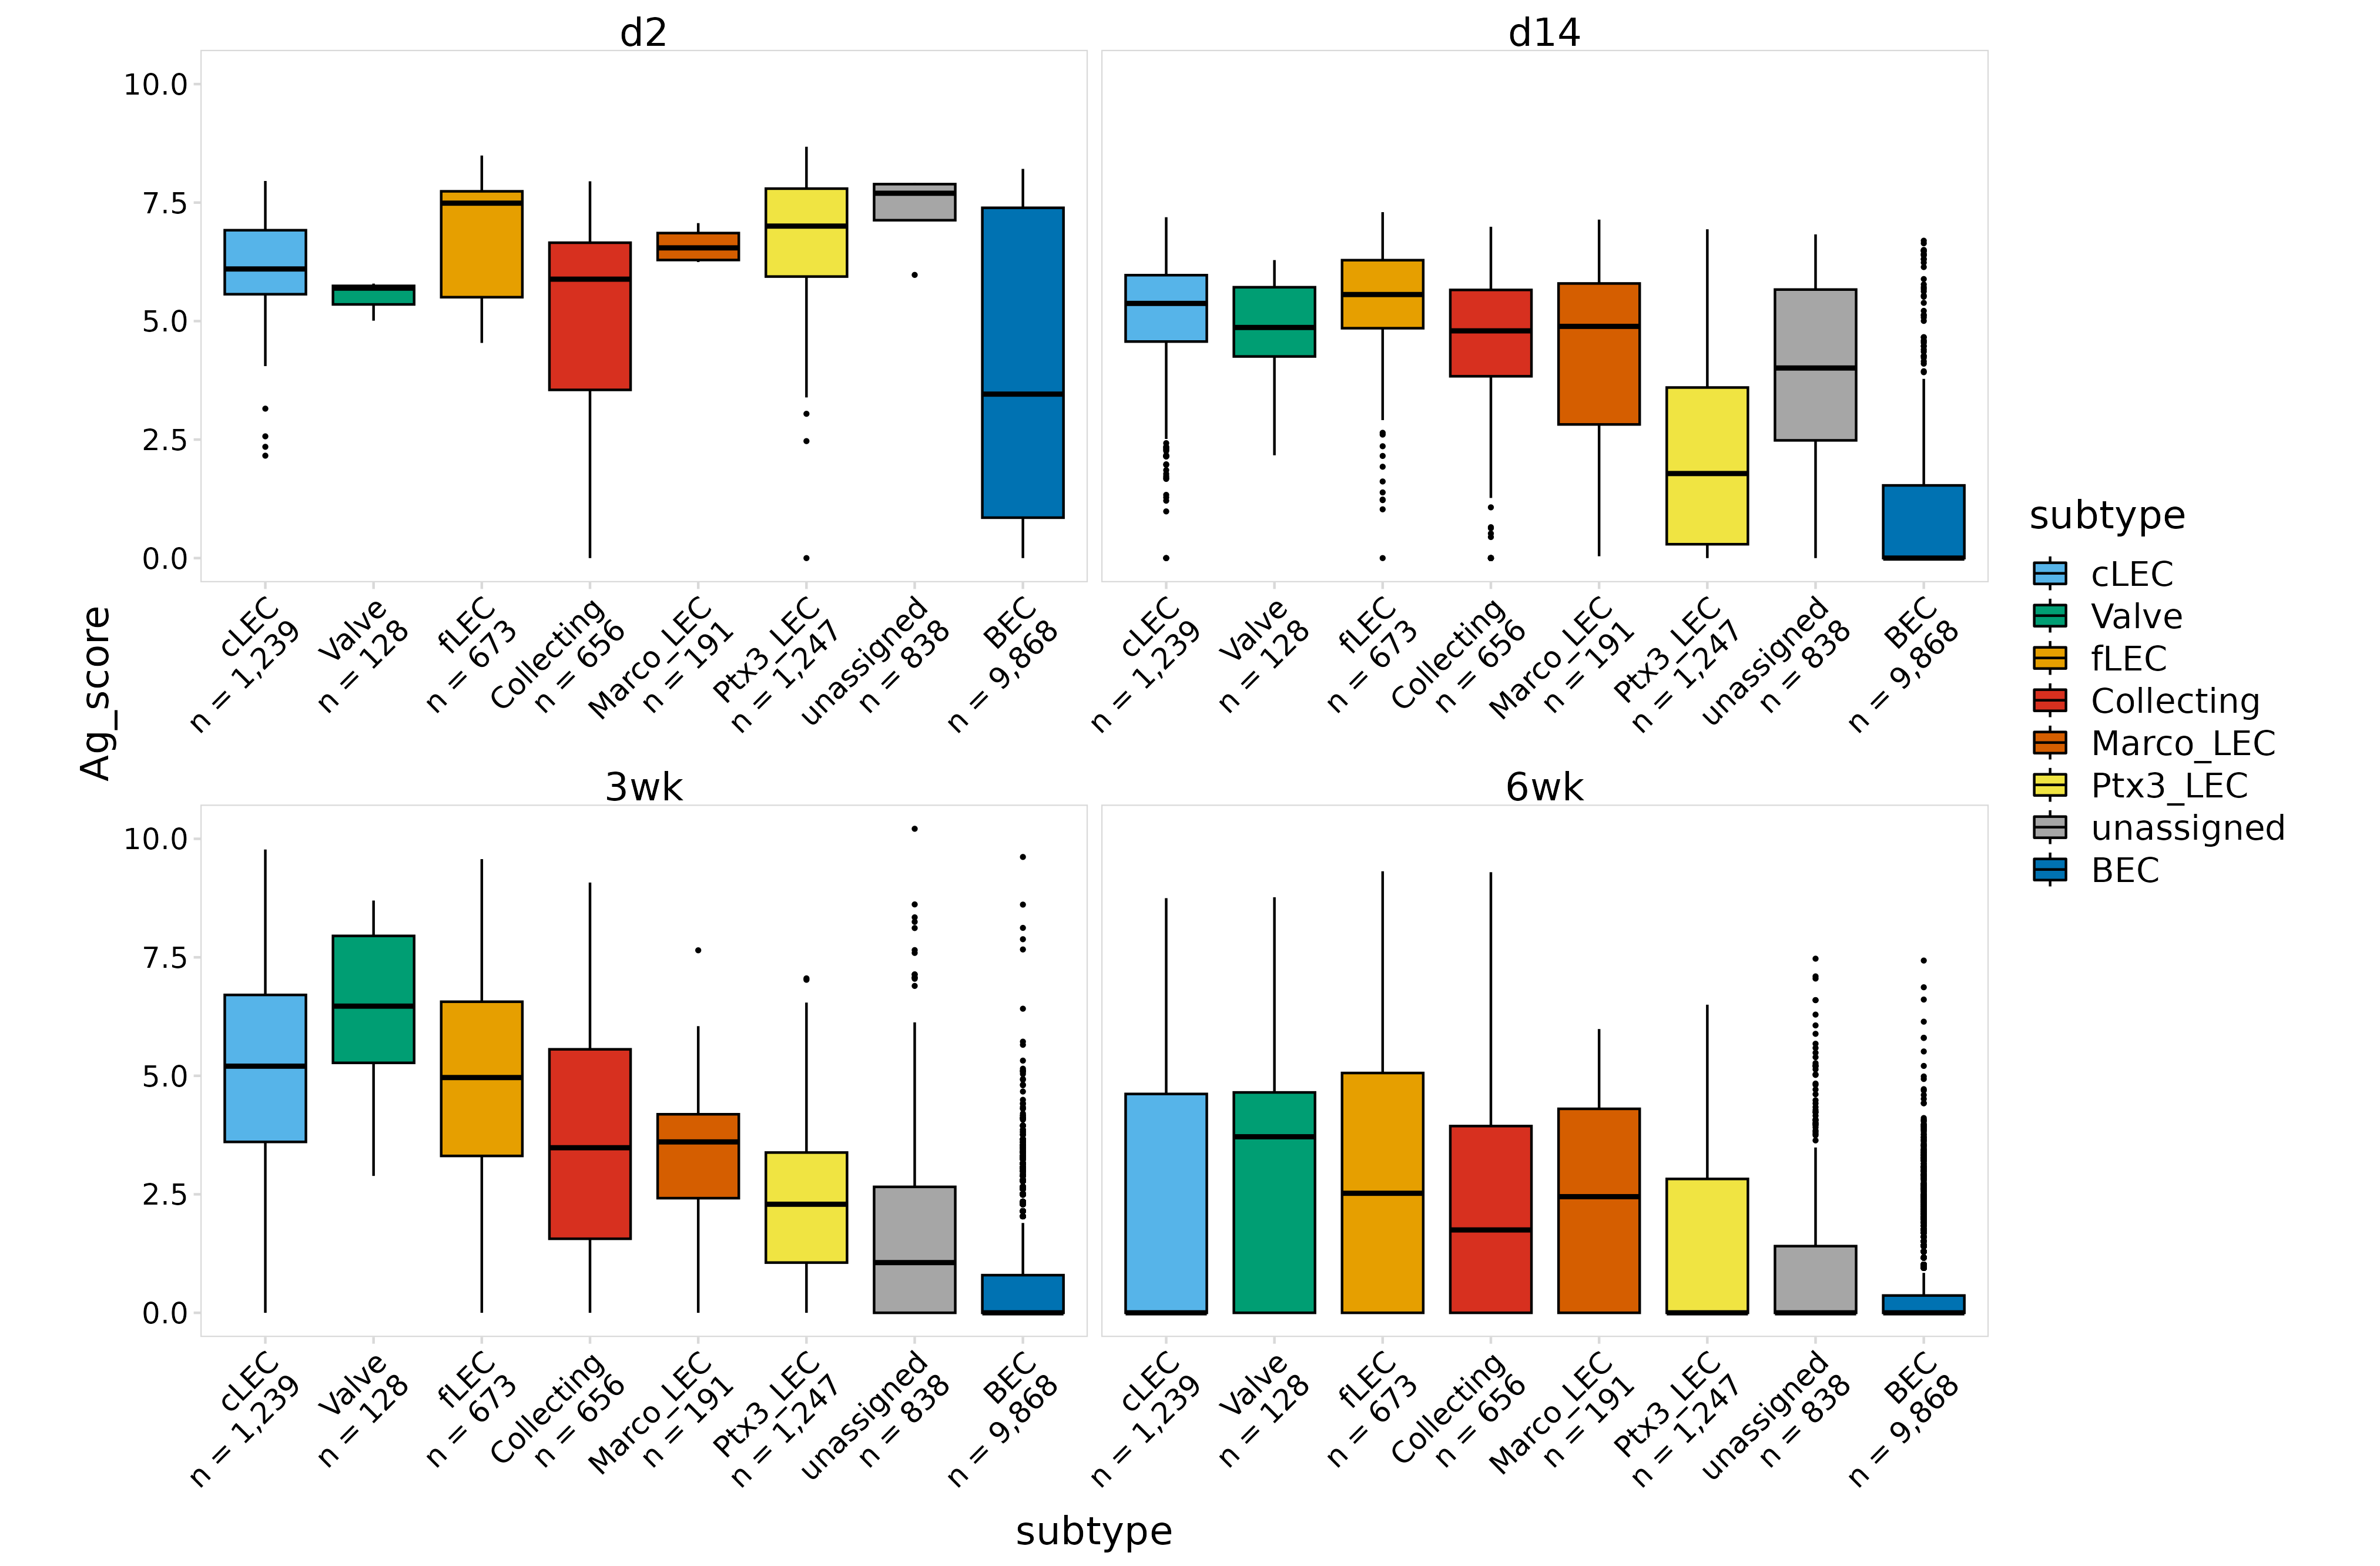 d2
d14
10.0
7.5
5.0
2.5
0.0
cLEC
n = 1,239
Valve
n = 128
fLEC
n = 673
Collecting
n = 656
Marco_LEC
n = 191
Ptx3_LEC
n = 1,247
unassigned
n = 838
BEC
n = 9,868
cLEC
n = 1,239
Valve
n = 128
fLEC
n = 673
Collecting
n = 656
Marco_LEC
n = 191
Ptx3_LEC
n = 1,247
unassigned
n = 838
BEC
n = 9,868
Ag_score
3wk
6wk
10.0
7.5
5.0
2.5
0.0
cLEC
n = 1,239
Valve
n = 128
fLEC
n = 673
Collecting
n = 656
Marco_LEC
n = 191
Ptx3_LEC
n = 1,247
unassigned
n = 838
BEC
n = 9,868
cLEC
n = 1,239
Valve
n = 128
fLEC
n = 673
Collecting
n = 656
Marco_LEC
n = 191
Ptx3_LEC
n = 1,247
unassigned
n = 838
BEC
n = 9,868
subtype
subtype
cLEC
Valve
fLEC
Collecting
Marco_LEC
Ptx3_LEC
unassigned
BEC